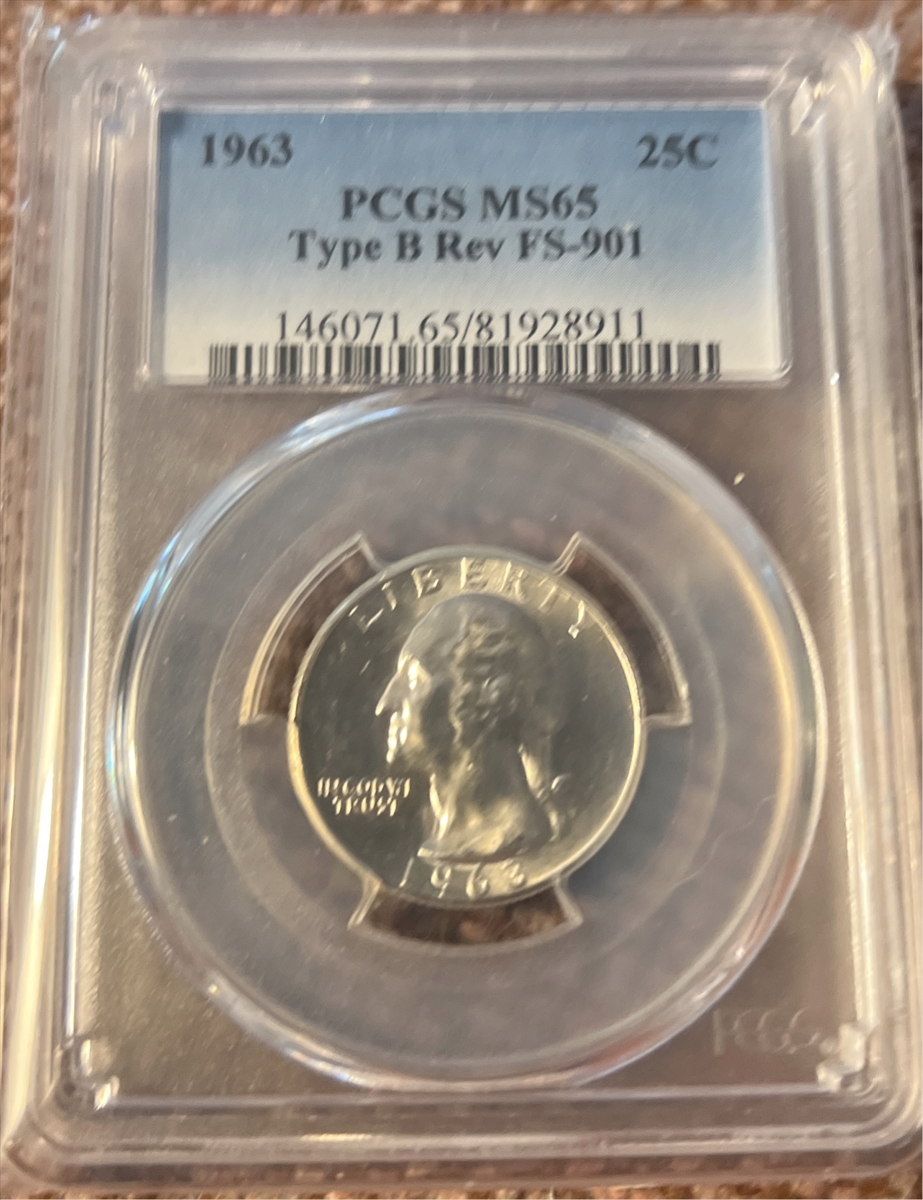 1963 25C
PCGS MS65
Type B Rev FS-901
146071.65/81928911
LIBERTY
IN GOD WE
TRUST
1963
PCGS